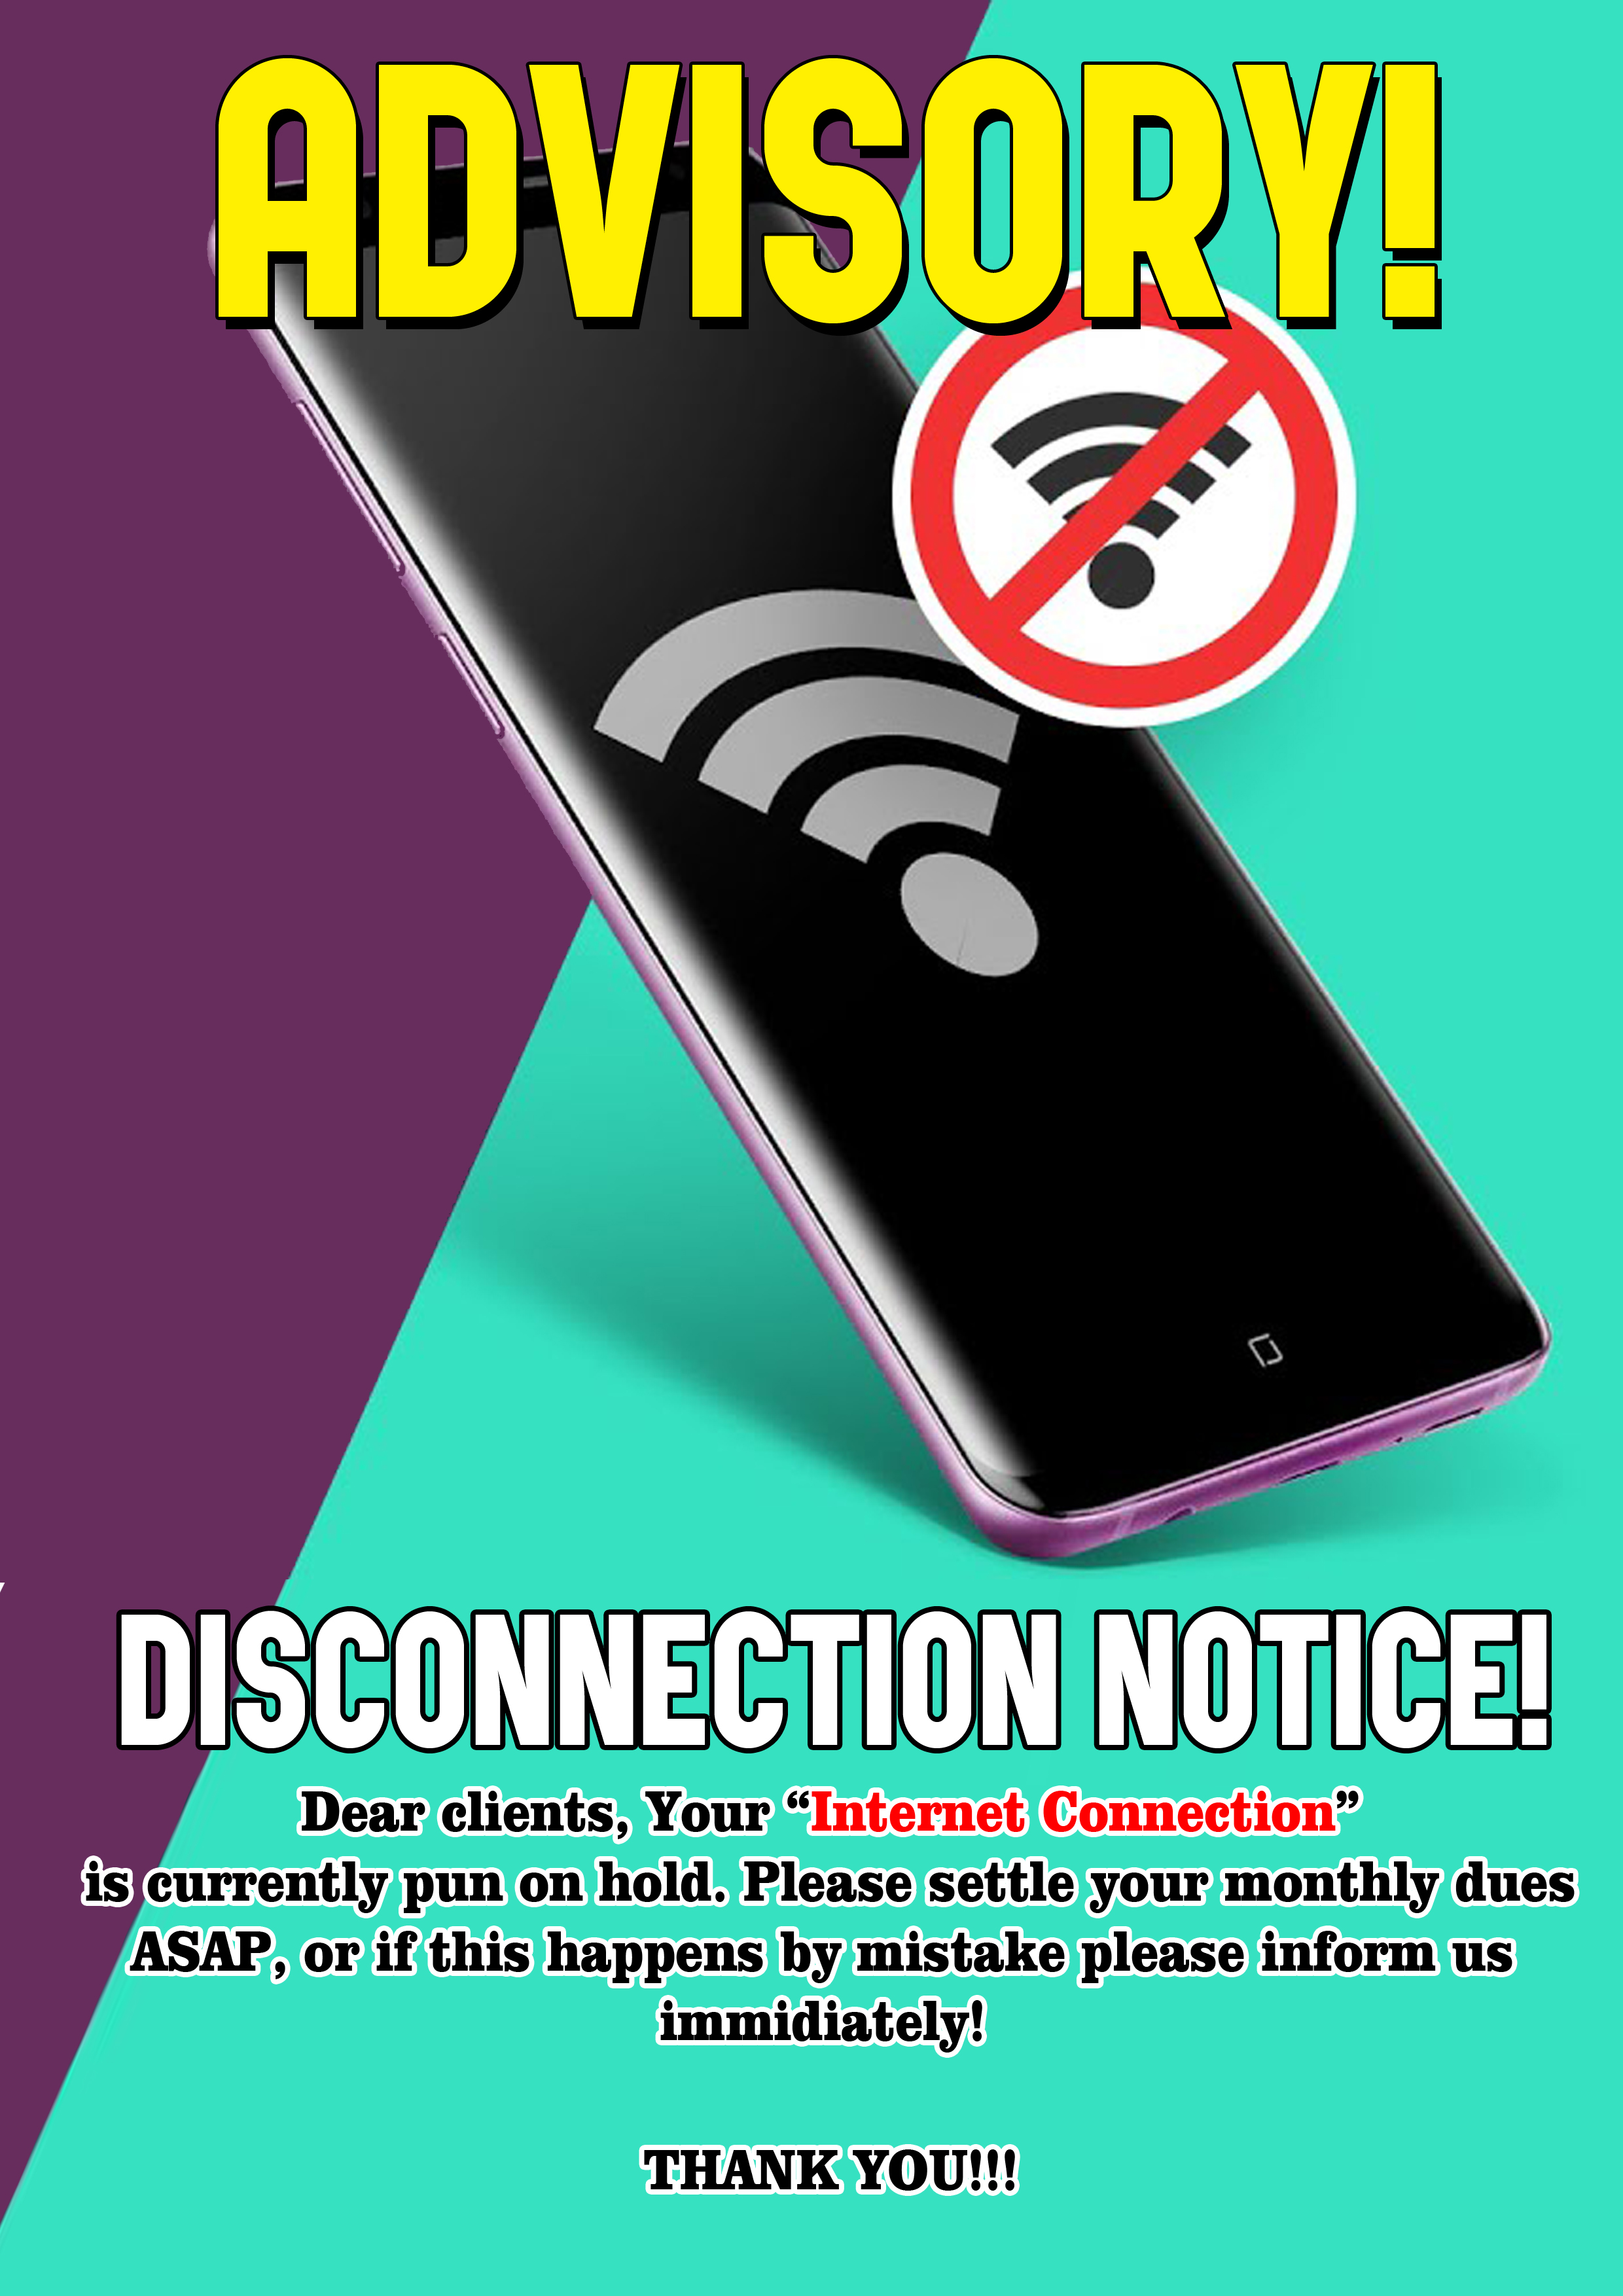 ADVISORY!
DISCONNECTION NOTICE!
Dear clients, Your “Internet Connection”
is currently pun on hold. Please settle your monthly dues
ASAP, or if this happens by mistake please inform us
immidiately!
THANK YOU!!!